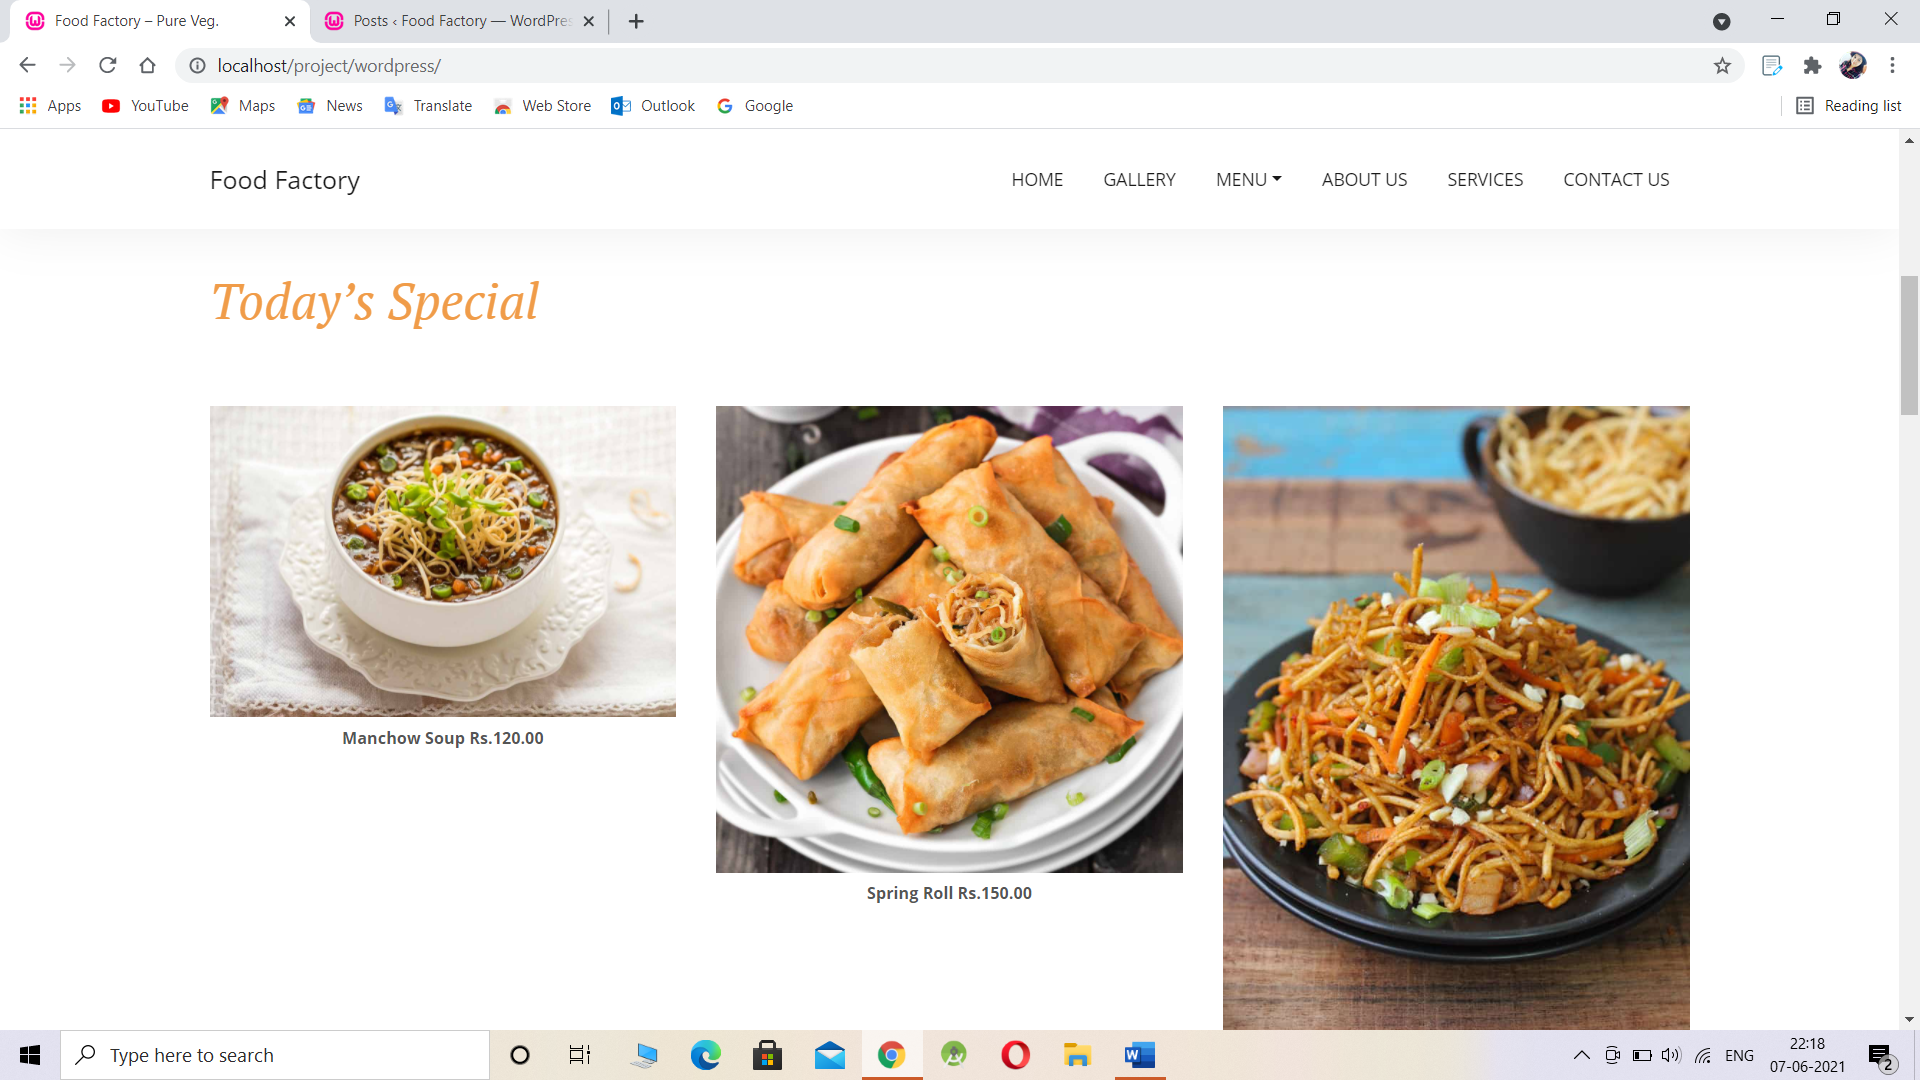 Food Factory – Pure Veg.
Posts ‹ Food Factory — WordPres
localhost/project/wordpress/
Apps YouTube Maps News Translate Web Store Outlook Google Reading list
Food Factory HOME GALLERY MENU ABOUT US SERVICES CONTACT US
Today’s Special
Manchow Soup Rs.120.00
Spring Roll Rs.150.00
Type here to search
ENG
22:18
07-06-2021
2